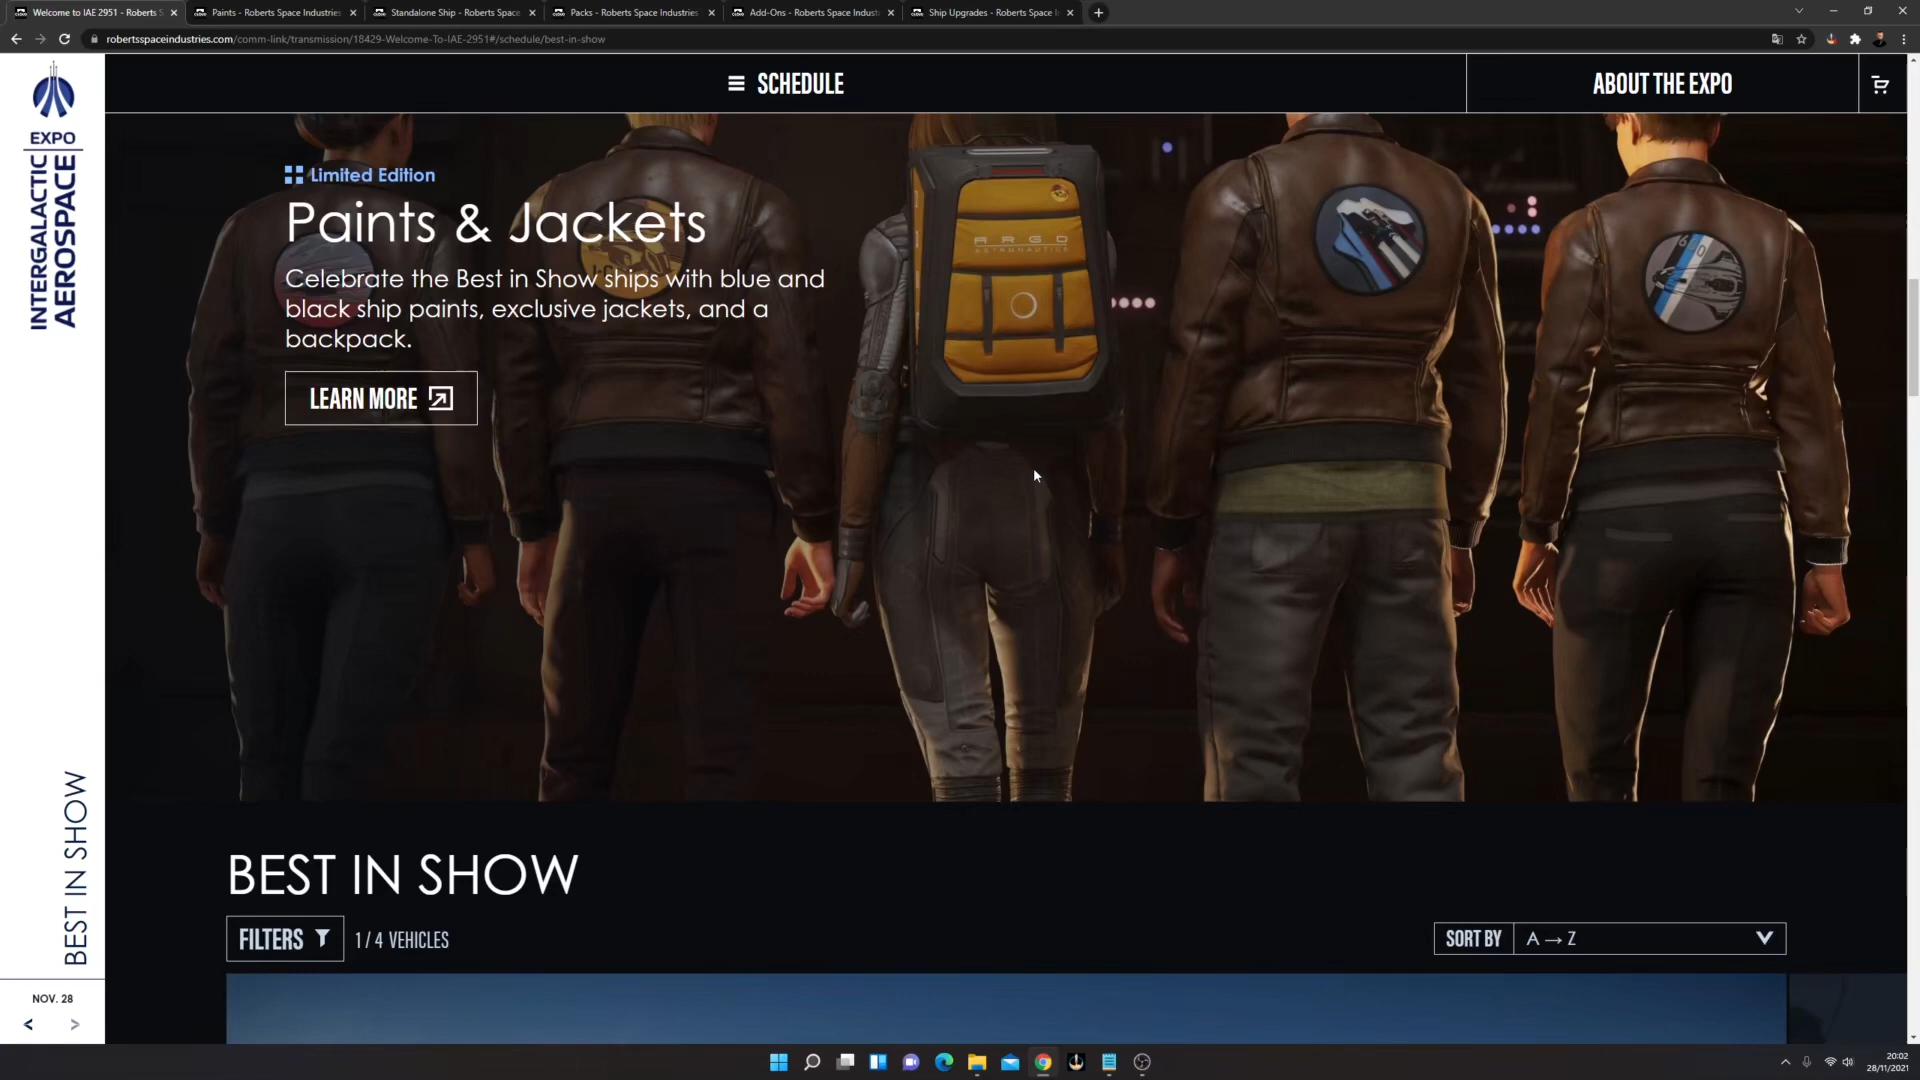 Welcome to IAE 2951 - Roberts S
Paints - Roberts Space Industries
Standalone Ship - Roberts Space
Packs - Roberts Space Industries
Add-Ons - Roberts Space Indust
Ship Upgrades - Roberts Space I
robertsspaceindustries.com/comm-link/transmission/18429-Welcome-To-IAE-2951#/schedule/best-in-show
EXPO
INTERGALACTIC
AEROSPACE
SCHEDULE
ABOUT THE EXPO
Limited Edition
Paints & Jackets
Celebrate the Best in Show ships with blue and
black ship paints, exclusive jackets, and a
backpack.
LEARN MORE
ARGO
ASTRONAUTICS
BEST IN SHOW
BEST IN SHOW
FILTERS
1 / 4 VEHICLES
SORT BY
A → Z
NOV. 28
<
>
20:02
28/11/2021